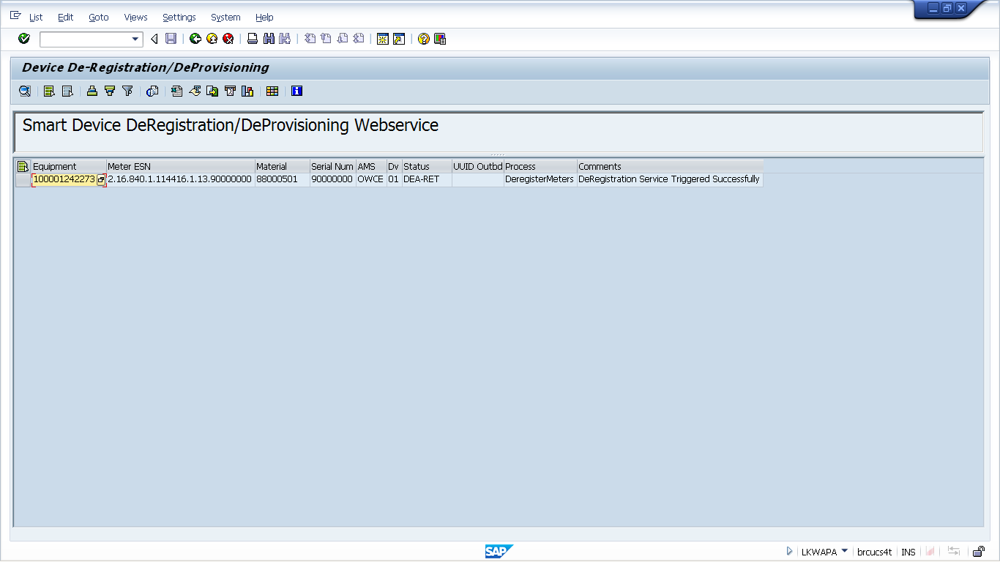 List Edit Goto Views Settings System Help
Device De-Registration/DeProvisioning
Smart Device DeRegistration/DeProvisioning Webservice
Equipment Meter ESN Material Serial Num AMS Dv Status UUID Outbd Process Comments
100001242273 2.16.840.1.114416.1.13.90000000 88000501 90000000 OWCE 01 DEA-RET DeregisterMeters DeRegistration Service Triggered Successfully
SAP LKWAPA brcucs4t INS